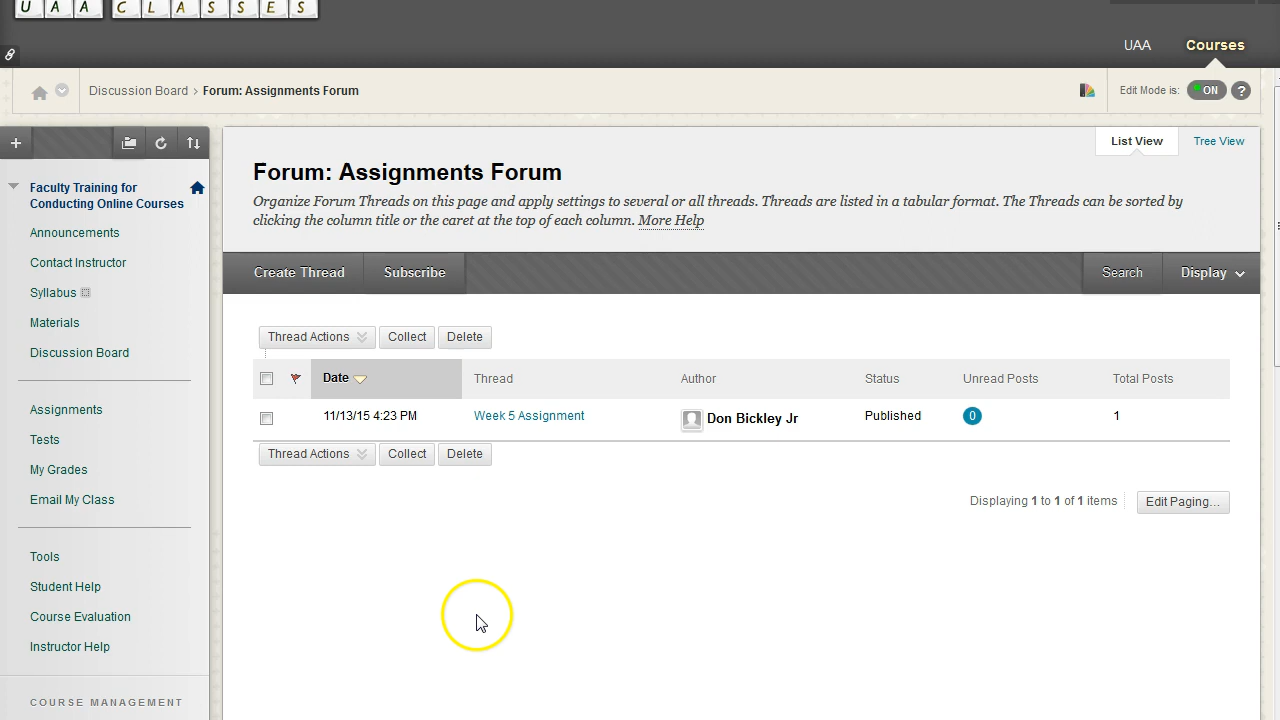 UAA CLASSES
UAA
Courses
Discussion Board > Forum: Assignments Forum
Edit Mode is:
ON
?
List View
Tree View
Faculty Training for
Conducting Online Courses
Announcements
Contact Instructor
Syllabus
Materials
Discussion Board
Assignments
Tests
My Grades
Email My Class
Tools
Student Help
Course Evaluation
Instructor Help
COURSE MANAGEMENT
Forum: Assignments Forum
Organize Forum Threads on this page and apply settings to several or all threads. Threads are listed in a tabular format. The Threads can be sorted by
clicking the column title or the caret at the top of each column. More Help
Create Thread
Subscribe
Search
Display
Thread Actions
Collect
Delete
Date
Thread
Author
Status
Unread Posts
Total Posts
11/13/15 4:23 PM
Week 5 Assignment
Don Bickley Jr
Published
0
1
Thread Actions
Collect
Delete
Displaying 1 to 1 of 1 items
Edit Paging...